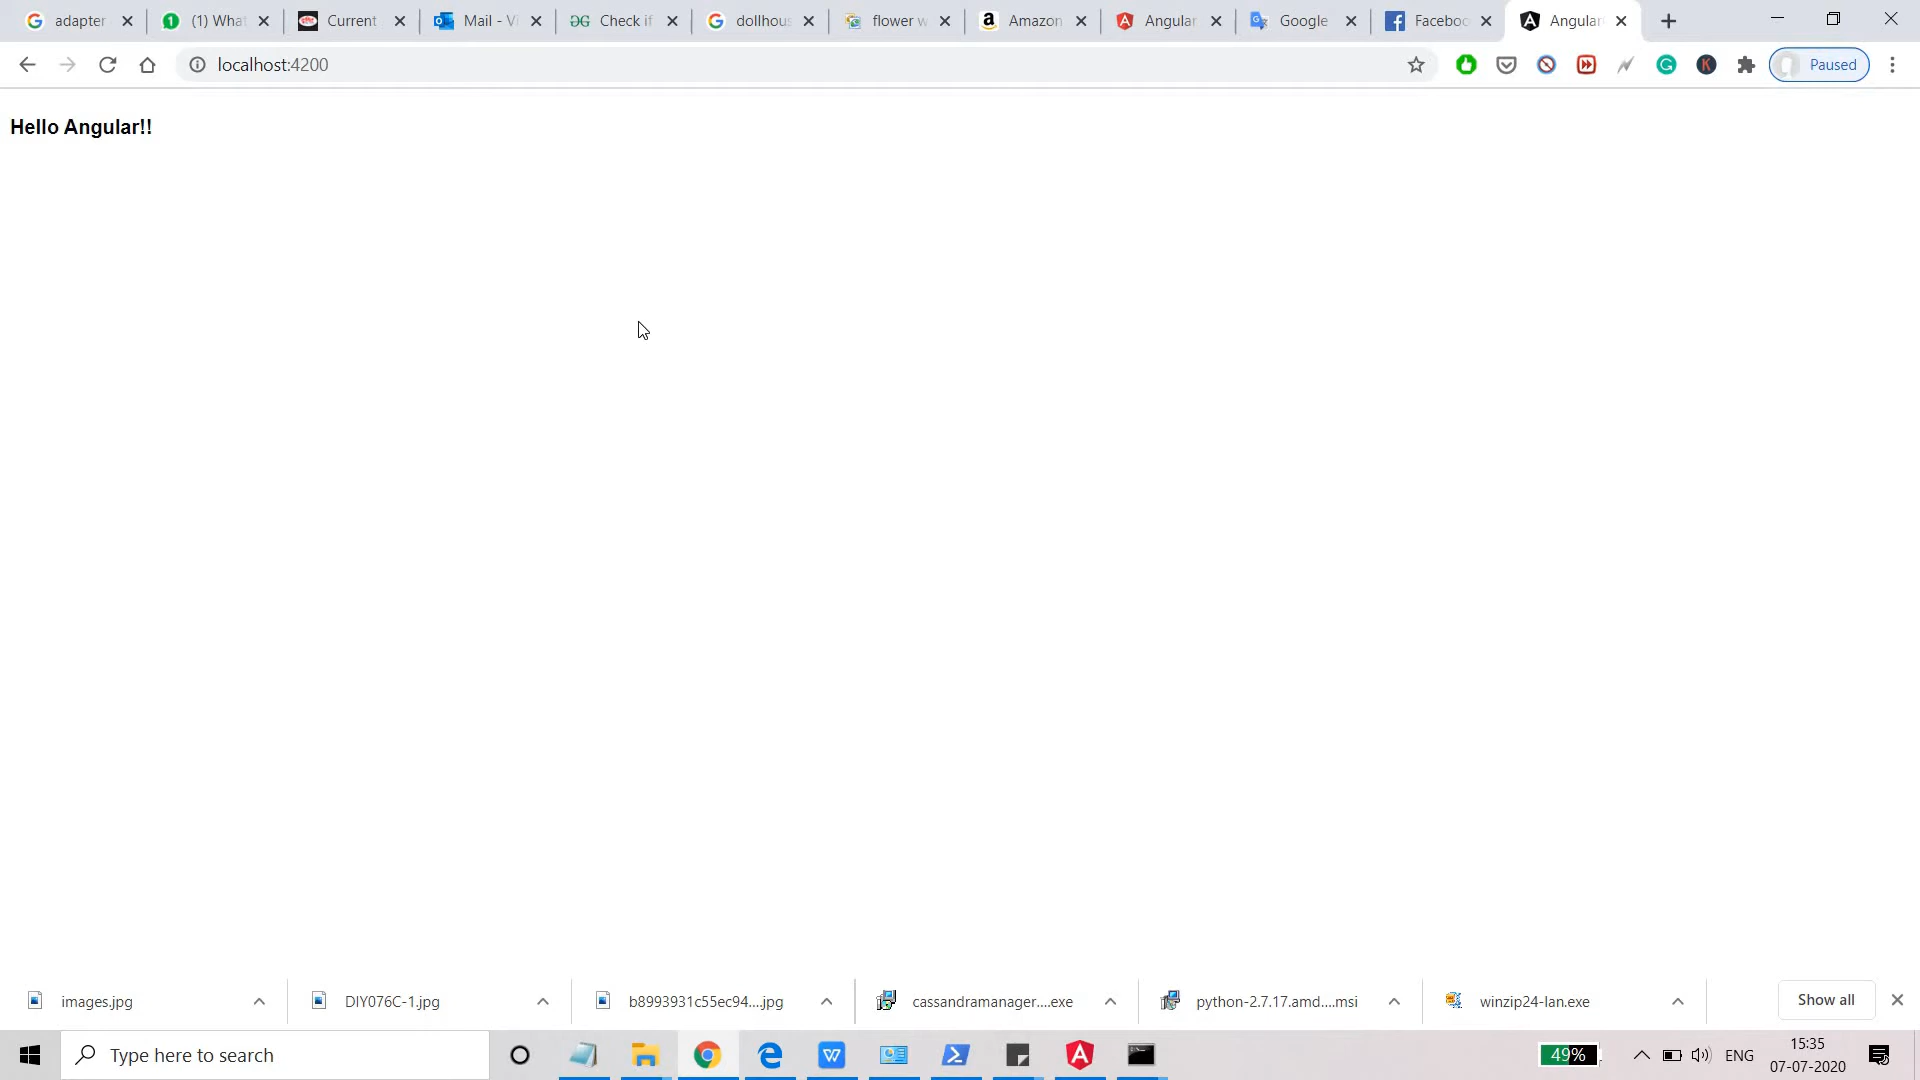 adapter
(1) What
Current
Mail - Vi
Check if
dollhous
flower w
Amazon
Angular
Google
Faceboo
Angular
localhost:4200
Paused
Hello Angular!!
images.jpg
DIY076C-1.jpg
b8993931c55ec94....jpg
cassandramanager....exe
python-2.7.17.amd....msi
winzip24-lan.exe
Show all
Type here to search
49%
ENG
15:35
07-07-2020